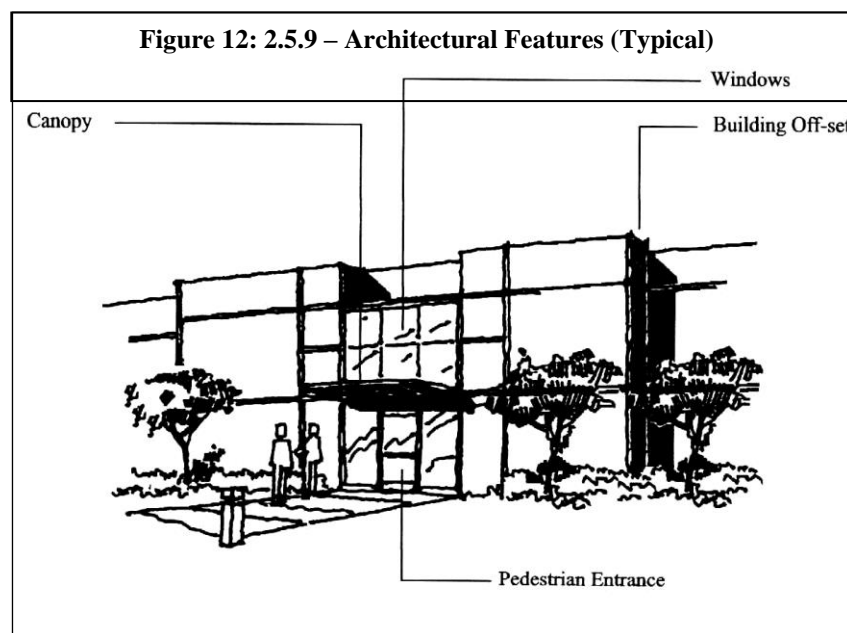 Figure 12: 2.5.9 – Architectural Features (Typical)
Windows
Canopy
Building Off-set
Pedestrian Entrance